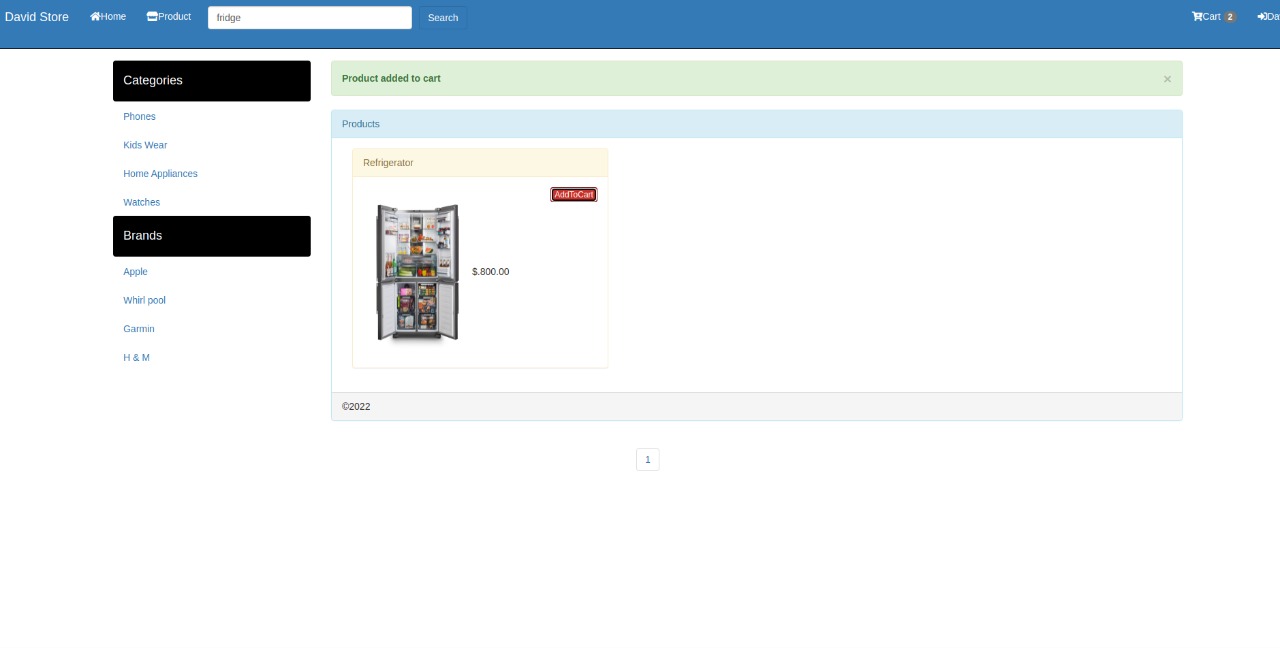 David Store Home Product fridge Search Cart 2 Da
Categories
Phones
Kids Wear
Home Appliances
Watches
Brands
Apple
Whirl pool
Garmin
H & M
Product added to cart ×
Products
Refrigerator
AddToCart
$.800.00
©2022
1